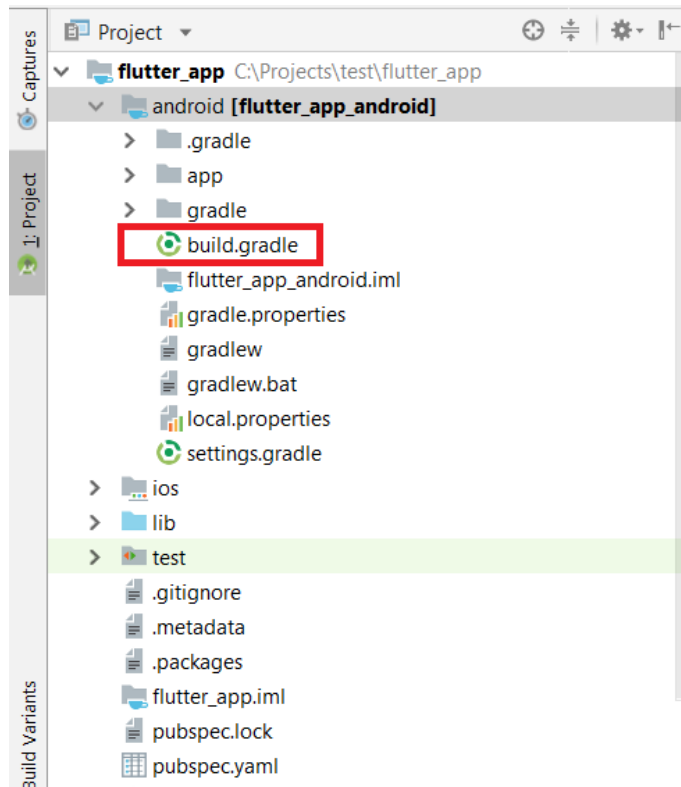 Project
flutter_app C:\Projects\test\flutter_app
android [flutter_app_android]
.gradle
app
gradle
build.gradle
flutter_app_android.iml
gradle.properties
gradlew
gradlew.bat
local.properties
settings.gradle
ios
lib
test
.gitignore
.metadata
.packages
flutter_app.iml
pubspec.lock
pubspec.yaml
Captures
1: Project
Build Variants